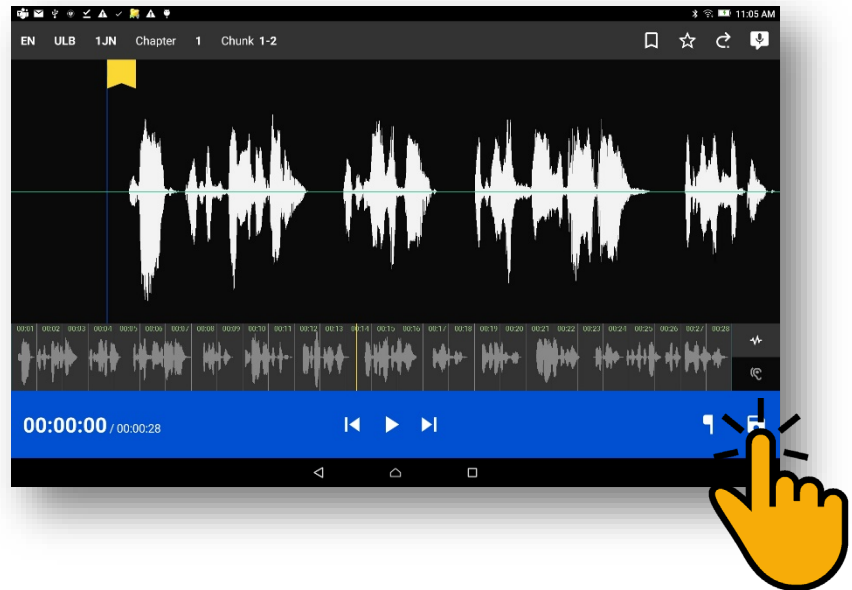 11:05 AM
EN ULB 1JN Chapter 1 Chunk 1-2
00:01 00:02 00:03 00:04 00:05 00:06 00:07 00:08 00:09 00:10 00:11 00:12 00:13 00:14 00:15 00:16 00:17 00:18 00:19 00:20 00:21 00:22 00:23 00:24 00:25 00:26 00:27 00:28
00:00:00 / 00:00:28